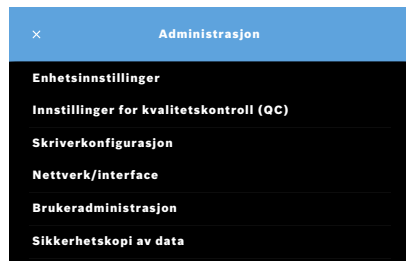 Administrasjon
Enhetsinnstillinger
Innstillinger for kvalitetskontroll (QC)
Skriverkonfigurasjon
Nettverk/interface
Brukeradministrasjon
Sikkerhetskopi av data